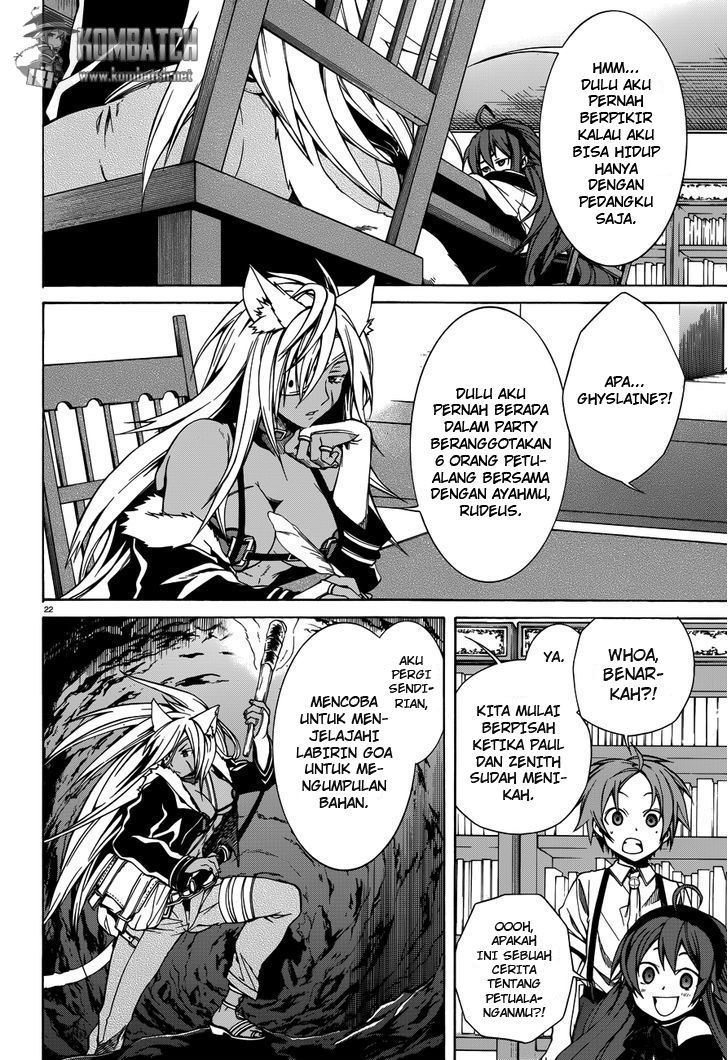 KOMBATCH
www.kombatch.net
HMM...
DULU AKU
PERNAH
BERPIKIR
KALAU AKU
BISA HIDUP
HANYA
DENGAN
PEDANGKU
SAJA.
APA...
GHYSLAINE?!
DULU AKU
PERNAH BERADA
DALAM PARTY
BERANGGOTAKAN
6 ORANG PETU-
ALANG BERSAMA
DENGAN AYAHMU,
RUDEUS.
22
WHOA,
BENAR-
KAH?!
YA.
KITA MULAI
BERPISAH
KETIKA PAUL
DAN ZENITH
SUDAH MENI-
KAH.
OOOH,
APAKAH
INI SEBUAH
CERITA
TENTANG
PETUALA-
NGANMU?!
AKU
PERGI
SENDI-
RIAN,
MENCOBA
UNTUK MEN-
JELAJAHI
LABIRIN GOA
UNTUK ME-
NGUMPULAN
BAHAN.